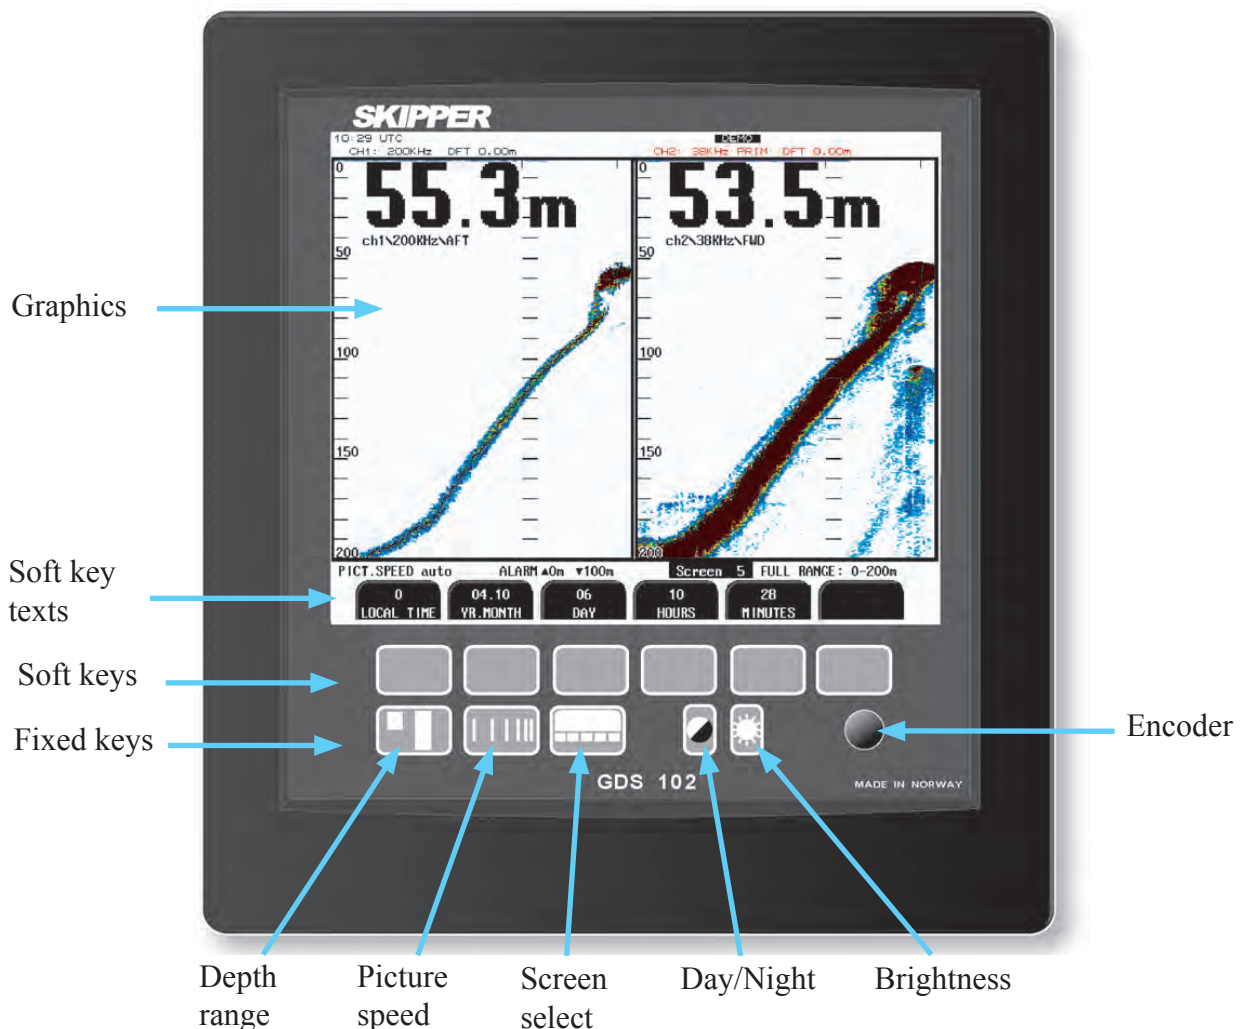 SKIPPER
10:29 UTC
DEMO
CH1: 200KHz DFT 0.00m
CH2: 38KHz PRIM DFT 0.00m
0
55.3m
ch1\200KHz\AFT
50
100
150
200
0
53.5m
ch2\38KHz\FWD
50
100
150
200
PICT.SPEED auto ALARM ▲0m ▼100m Screen 5 FULL RANGE: 0-200m
0 04.10 06 10 28
LOCAL TIME YR.MONTH DAY HOURS MINUTES
GDS 102
MADE IN NORWAY
Graphics
Soft key
texts
Soft keys
Fixed keys
Encoder
Depth
range
Picture
speed
Screen
select
Day/Night
Brightness